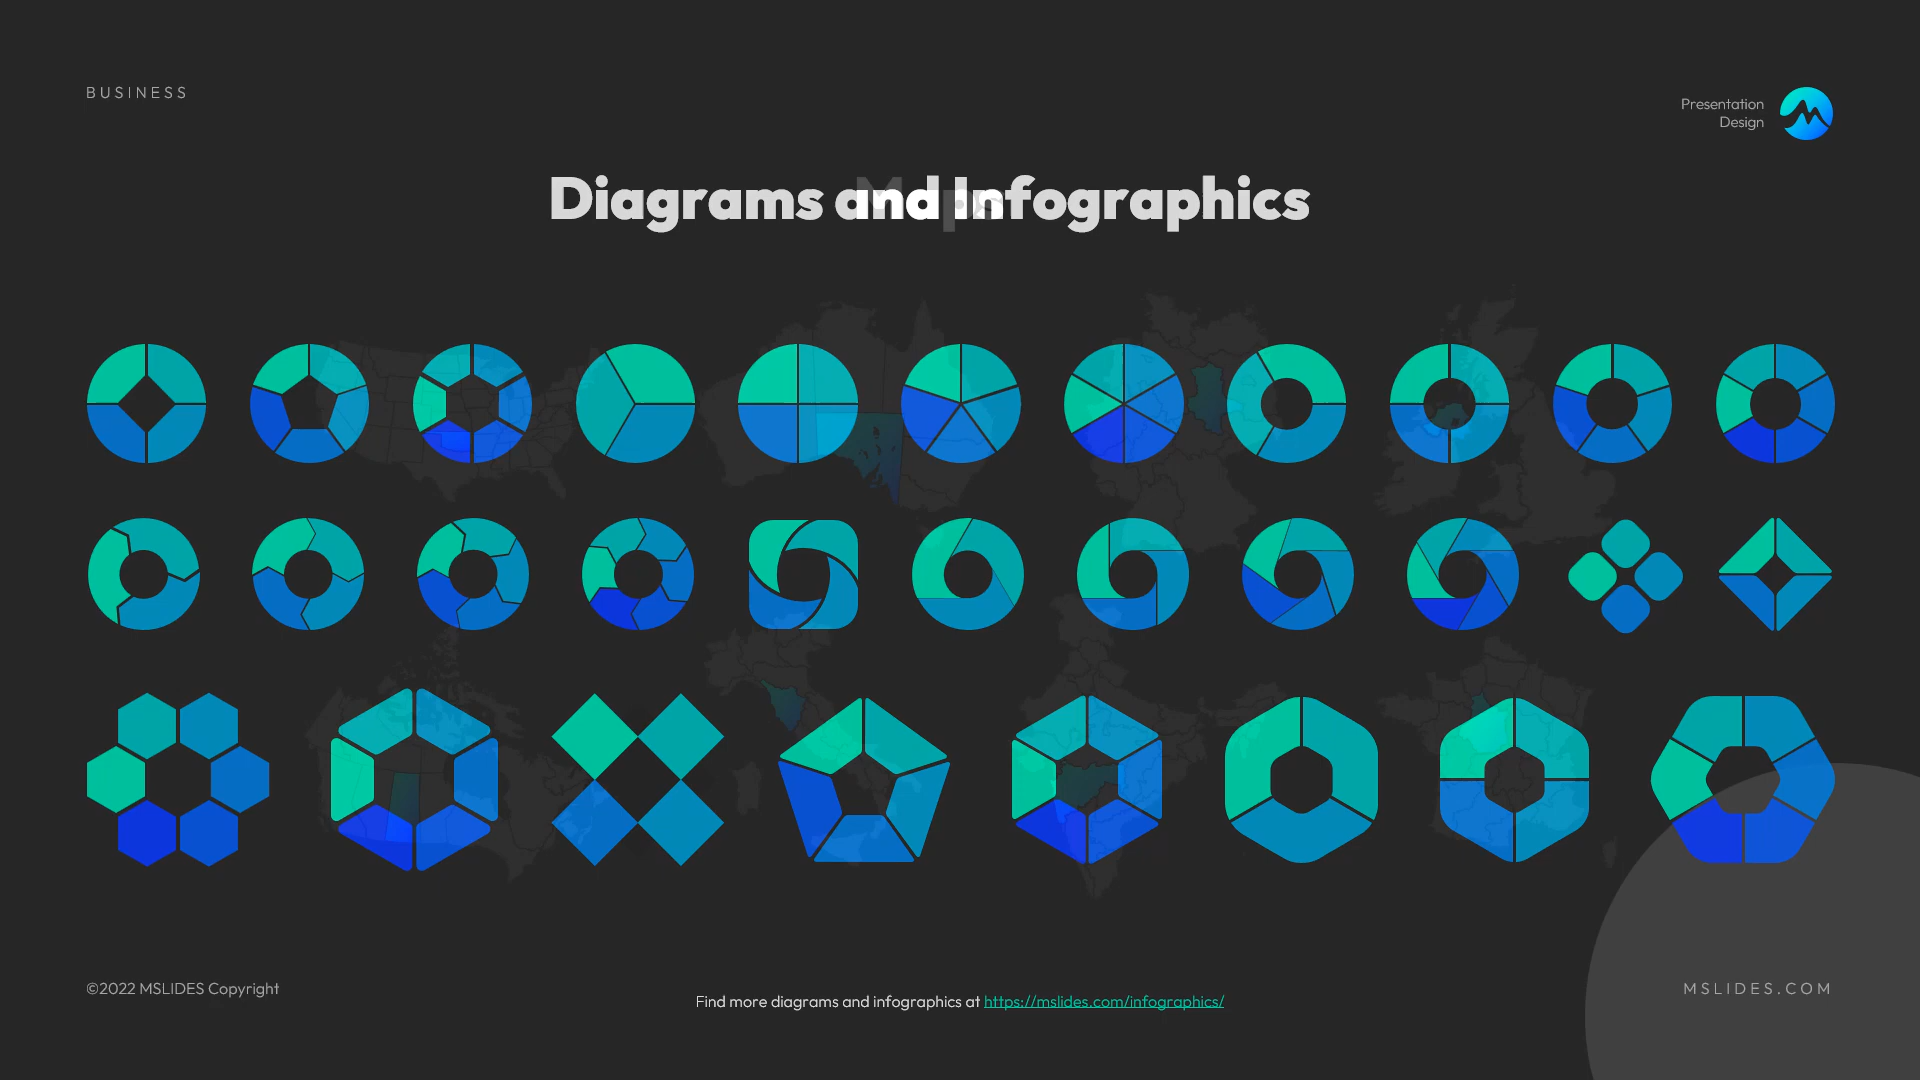 BUSINESS
Presentation
Design
Diagrams and Infographics
Maps
©2022 MSLIDES Copyright
Find more diagrams and infographics at https://mslides.com/infographics/
MSLIDES.COM